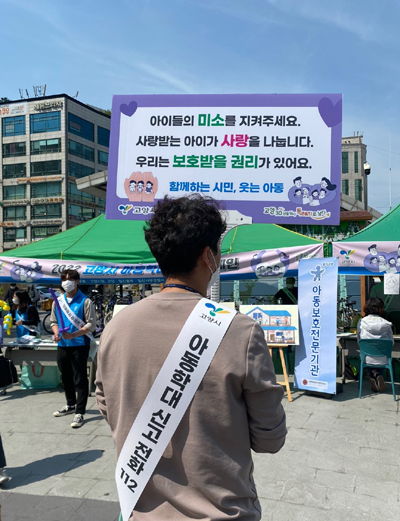 아이들의 미소를 지켜주세요.
사랑받는 아이가 사랑을 나눕니다.
우리는 보호받을 권리가 있어요.
함께하는 시민, 웃는 아동
고양시
고양시
아동학대 신고전화 112
아동보호전문기관